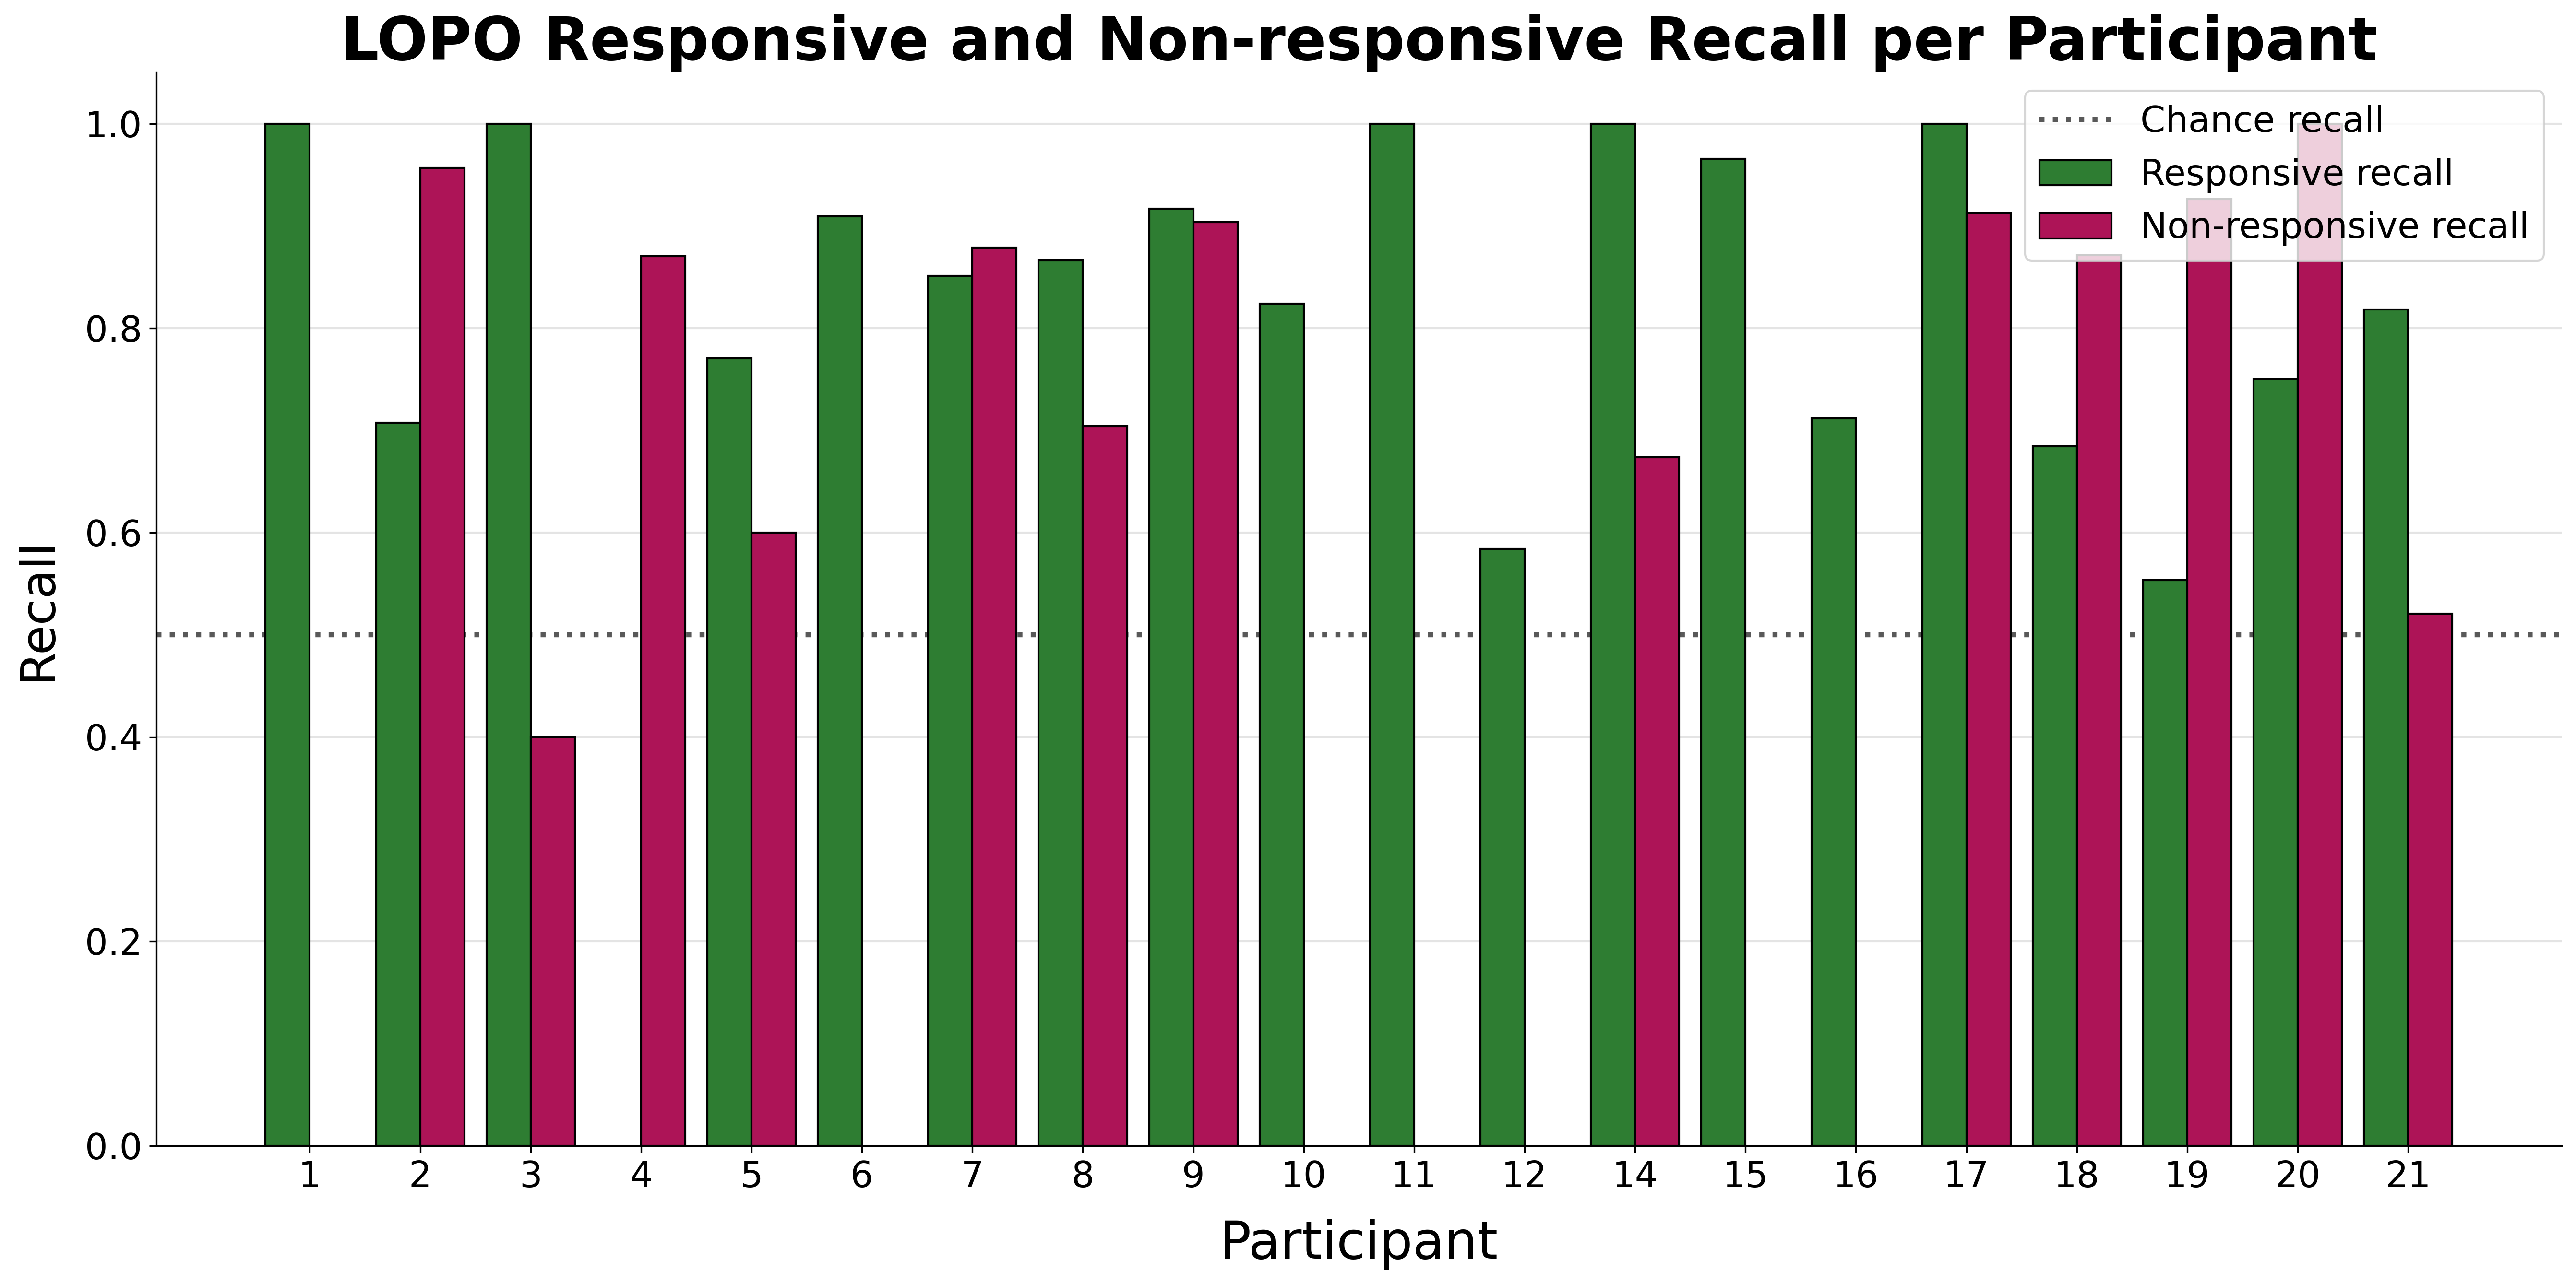 LOPO Responsive and Non-responsive Recall per Participant
Chance recall
Responsive recall
Non-responsive recall
Recall
1.0
0.8
0.6
0.4
0.2
0.0
1 2 3 4 5 6 7 8 9 10 11 12 14 15 16 17 18 19 20 21
Participant